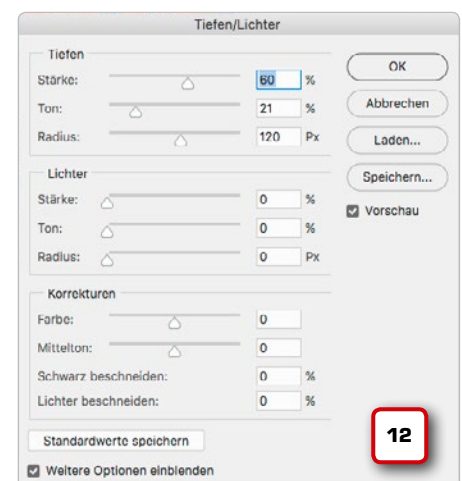 Tiefen/Lichter
Tiefen
Stärke: 60 %
Ton: 21 %
Radius: 120 Px
Lichter
Stärke: 0 %
Ton: 0 %
Radius: 0 Px
Korrekturen
Farbe: 0
Mittelton: 0
Schwarz beschneiden: 0 %
Lichter beschneiden: 0 %
Standardwerte speichern
Weitere Optionen einblenden
OK
Abbrechen
Laden...
Speichern...
Vorschau
12